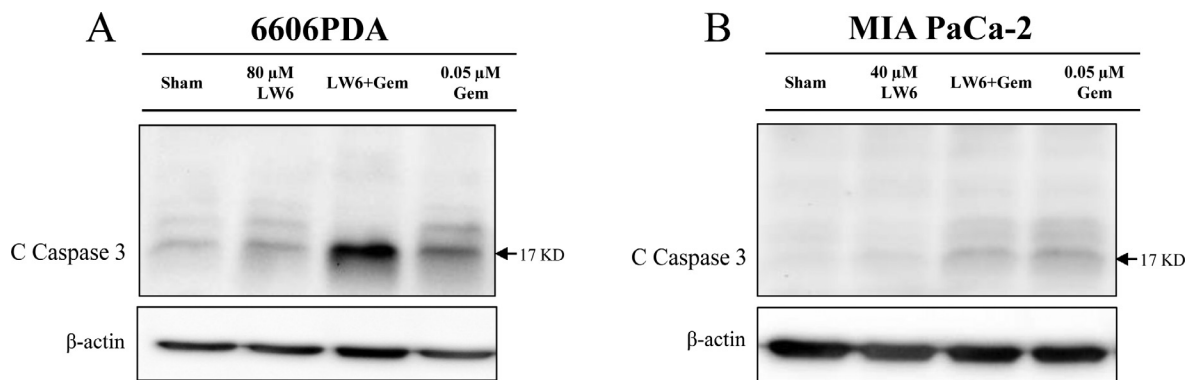 A
6606PDA
Sham
80 µM
LW6
LW6+Gem
0.05 µM
Gem
C Caspase 3
17 KD
β-actin
B
MIA PaCa-2
Sham
40 µM
LW6
LW6+Gem
0.05 µM
Gem
C Caspase 3
17 KD
β-actin